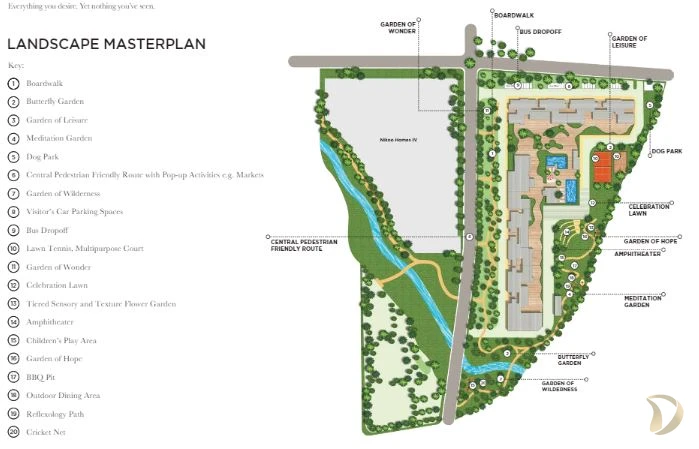 Everything you desire. Yet nothing you've seen.
LANDSCAPE MASTERPLAN
Key:
1 Boardwalk
2 Butterfly Garden
3 Garden of Leisure
4 Meditation Garden
5 Dog Park
6 Central Pedestrian Friendly Route with Pop-up Activities e.g. Markets
7 Garden of Wilderness
8 Visitor's Car Parking Spaces
9 Bus Dropoff
10 Lawn Tennis, Multipurpose Court
11 Garden of Wonder
12 Celebration Lawn
13 Tiered Sensory and Texture Flower Garden
14 Amphitheater
15 Children's Play Area
16 Garden of Hope
17 BBQ Pit
18 Outdoor Dining Area
19 Reflexology Path
20 Cricket Net
GARDEN OF
WONDER
BOARDWALK
BUS DROPOFF
GARDEN OF
LEISURE
DOG PARK
CELEBRATION
LAWN
CENTRAL PEDESTRIAN
FRIENDLY ROUTE
GARDEN OF HOPE
AMPHITHEATER
MEDITATION
GARDEN
BUTTERFLY
GARDEN
GARDEN OF
WILDERNESS